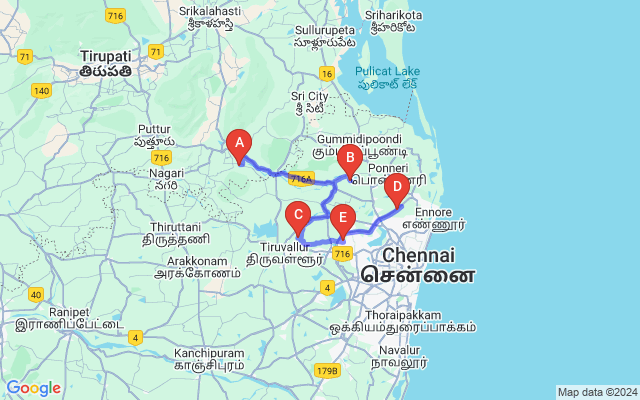 Srikalahasti
శ్రీకాళహస్తి
716
Sriharikota
శ్రీహరికోట
Sullurupeta
సూళ్లూరుపేట
71
Tirupati
తిరుపతి
71
Pulicat Lake
పులికాట్ లేక్
16
140
Sri City
శ్రీ సిటీ
Puttur
పుత్తూరు
716
Nagari
నగరి
A
Gummidipoondi
B
Ponneri
716A
D
Ennore
எண்ணூர்
C
E
Tiruvallur
திருவள்ளூர்
Thiruttani
திருத்தணி
716
Chennai
சென்னை
Arakkonam
அரக்கோணம்
4
40
Ranipet
இராணிப்பேட்டை
4
Thoraipakkam
ஒக்கியம்துரைப்பாக்கம்
Kanchipuram
காஞ்சிபுரம்
Navalur
நாவலூர்
179B
Google
Map data ©2024